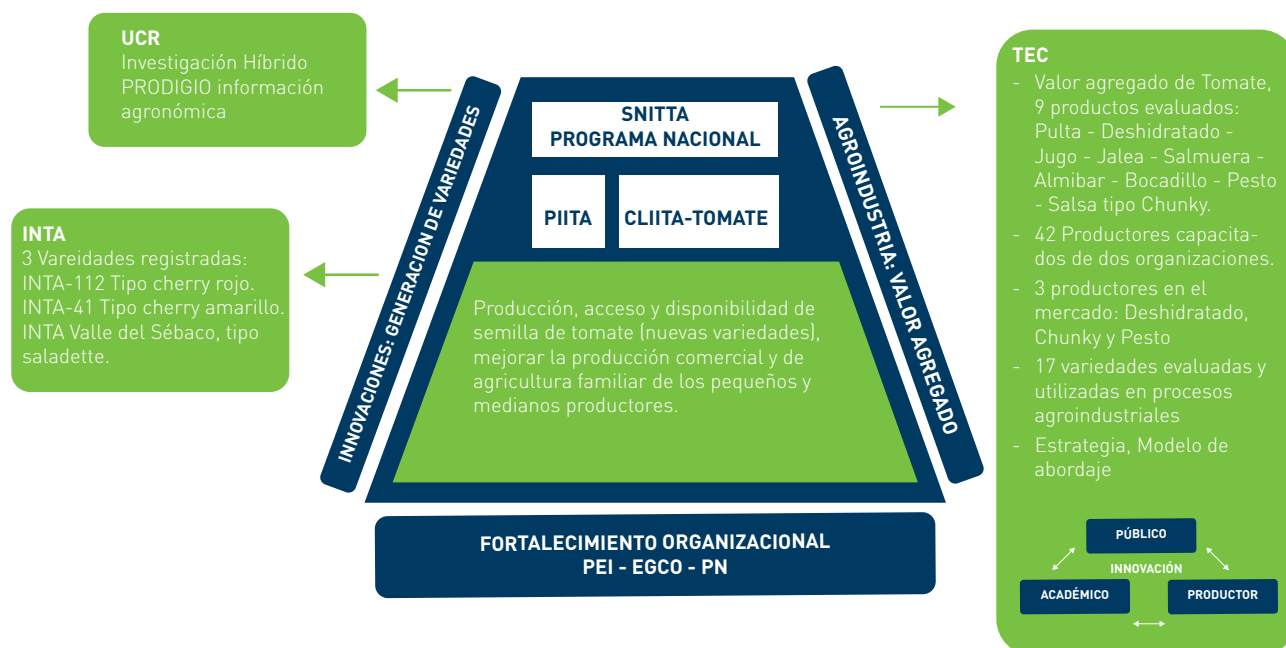 UCR
Investigación Híbrido
PRODIGIO información
agronómica
INTA
3 Vareidades registradas:
INTA-112 Tipo cherry rojo.
INTA-41 Tipo cherry amarillo.
INTA Valle del Sébaco, tipo
saladette.
INNOVACIONES: GENERACION DE VARIEDADES
SNITTA
PROGRAMA NACIONAL
PIITA
CLIITA-TOMATE
Producción, acceso y disponibilidad de
semilla de tomate (nuevas variedades),
mejorar la producción comercial y de
agricultura familiar de los pequeños y
medianos productores.
AGROINDUSTRIA: VALOR AGREGADO
FORTALECIMIENTO ORGANIZACIONAL
PEI - EGCO - PN
TEC
- Valor agregado de Tomate,
9 productos evaluados:
Pulta - Deshidratado -
Jugo - Jalea - Salmuera -
Almibar - Bocadillo - Pesto
- Salsa tipo Chunky.
- 42 Productores capacita-
dos de dos organizaciones.
- 3 productores en el
mercado: Deshidratado,
Chunky y Pesto
- 17 variedades evaluadas y
utilizadas en procesos
agroindustriales
- Estrategia, Modelo de
abordaje
PÚBLICO
INNOVACIÓN
ACADÉMICO
PRODUCTOR